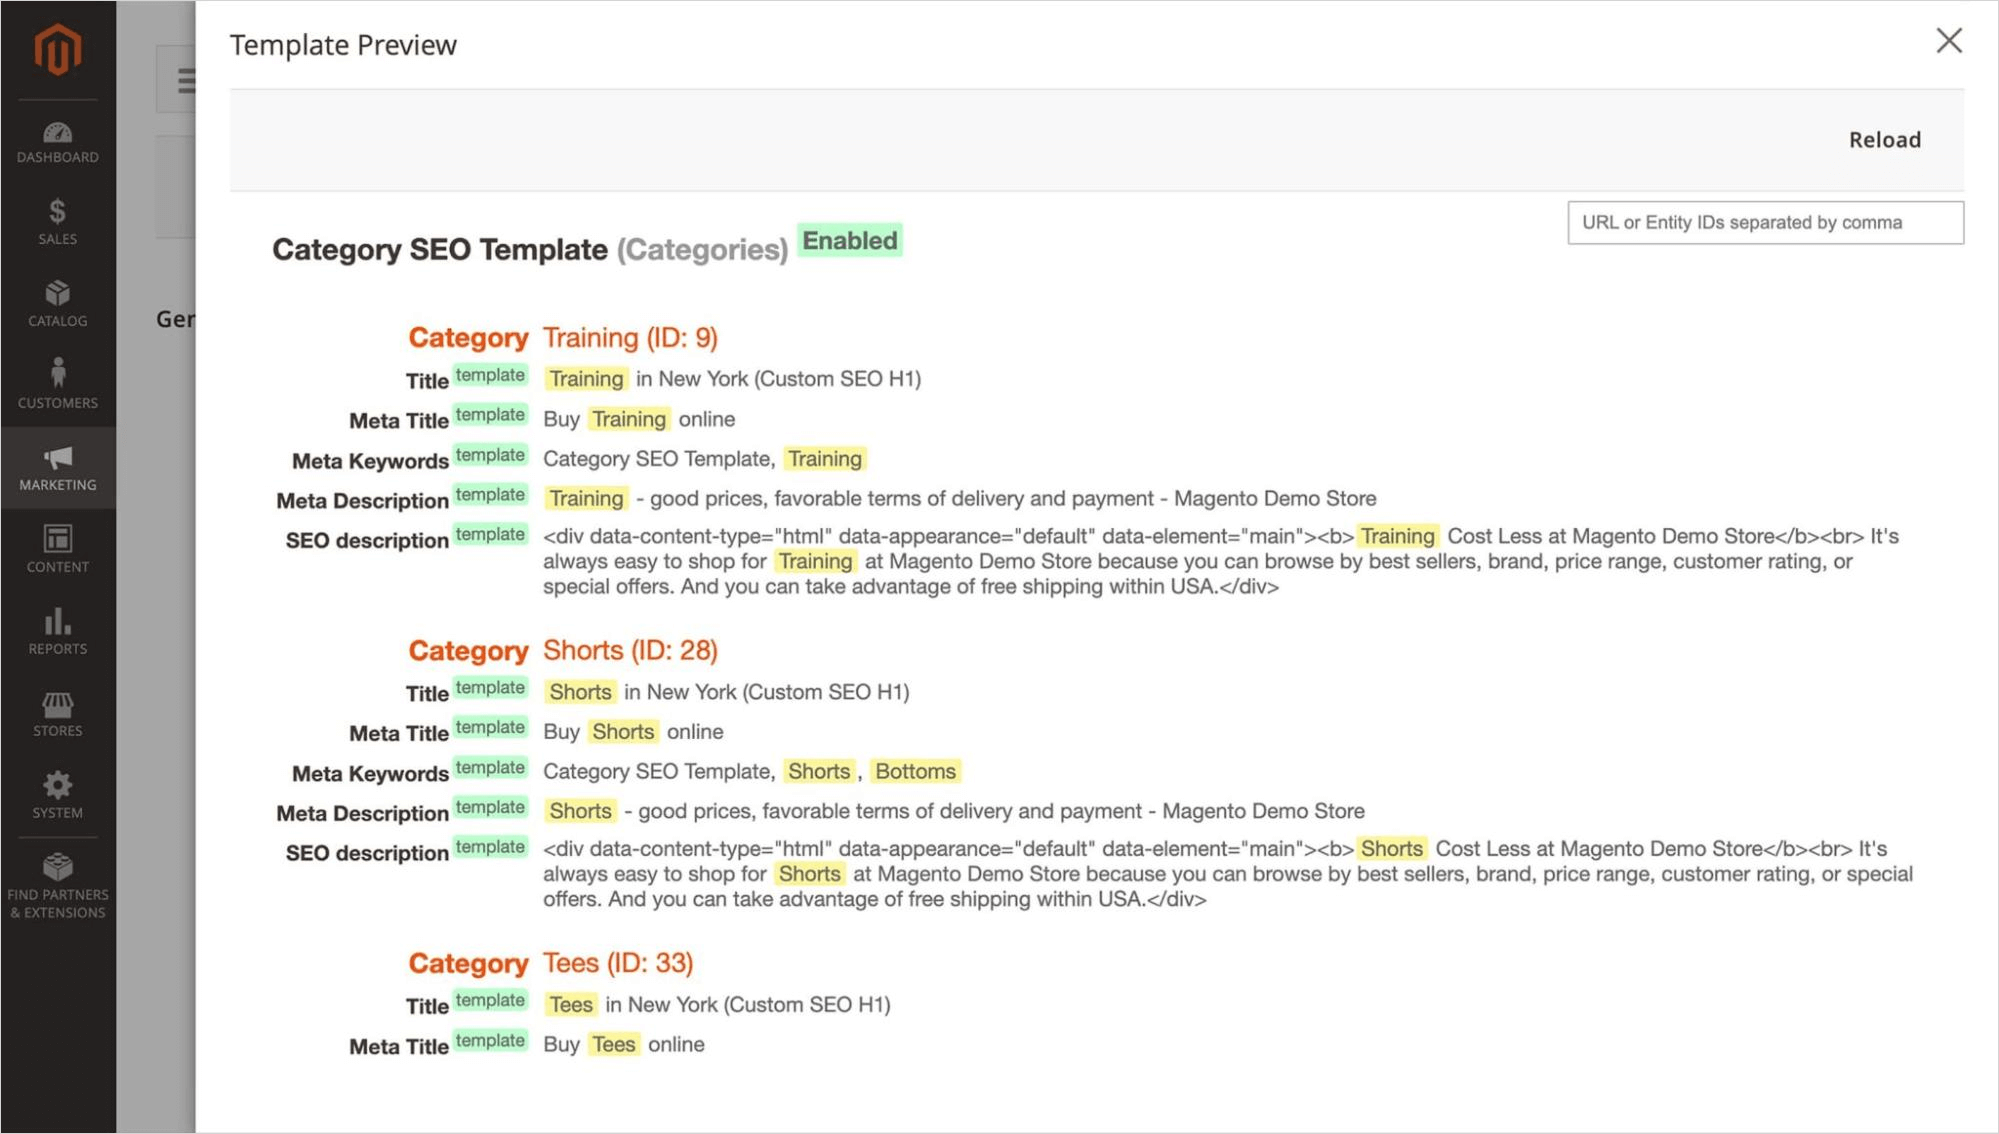 Template Preview
DASHBOARD
SALES
CATALOG
CUSTOMERS
MARKETING
CONTENT
REPORTS
STORES
SYSTEM
FIND PARTNERS
& EXTENSIONS
Ger
Reload
URL or Entity IDs separated by comma
Category SEO Template (Categories) Enabled
Category Training (ID: 9)
Title template Training in New York (Custom SEO H1)
Meta Title template Buy Training online
Meta Keywords template Category SEO Template, Training
Meta Description template Training - good prices, favorable terms of delivery and payment - Magento Demo Store
SEO description template <div data-content-type="html" data-appearance="default" data-element="main"><b> Training Cost Less at Magento Demo Store</b><br> It's
always easy to shop for Training at Magento Demo Store because you can browse by best sellers, brand, price range, customer rating, or
special offers. And you can take advantage of free shipping within USA.</div>
Category Shorts (ID: 28)
Title template Shorts in New York (Custom SEO H1)
Meta Title template Buy Shorts online
Meta Keywords template Category SEO Template, Shorts , Bottoms
Meta Description template Shorts - good prices, favorable terms of delivery and payment - Magento Demo Store
SEO description template <div data-content-type="html" data-appearance="default" data-element="main"><b> Shorts Cost Less at Magento Demo Store</b><br> It's
always easy to shop for Shorts at Magento Demo Store because you can browse by best sellers, brand, price range, customer rating, or special
offers. And you can take advantage of free shipping within USA.</div>
Category Tees (ID: 33)
Title template Tees in New York (Custom SEO H1)
Meta Title template Buy Tees online